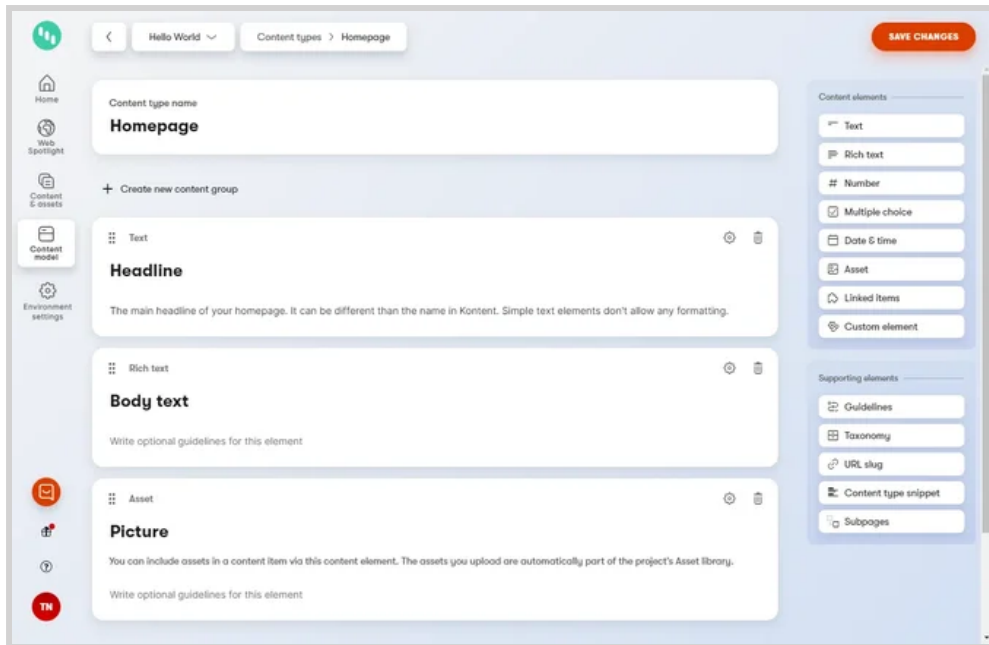 Hello World
Content types > Homepage
SAVE CHANGES
Home
Web
Spotlight
Content
& assets
Content
model
Environment
settings
TN
Content type name
Homepage
+ Create new content group
Text
Headline
The main headline of your homepage. It can be different than the name in Kontent. Simple text elements don't allow any formatting.
Rich text
Body text
Write optional guidelines for this element
Asset
Picture
You can include assets in a content item via this content element. The assets you upload are automatically part of the project's Asset library.
Write optional guidelines for this element
Content elements
Text
Rich text
# Number
Multiple choice
Date & time
Asset
Linked items
Custom element
Supporting elements
Guidelines
Taxonomy
URL slug
Content type snippet
Subpages